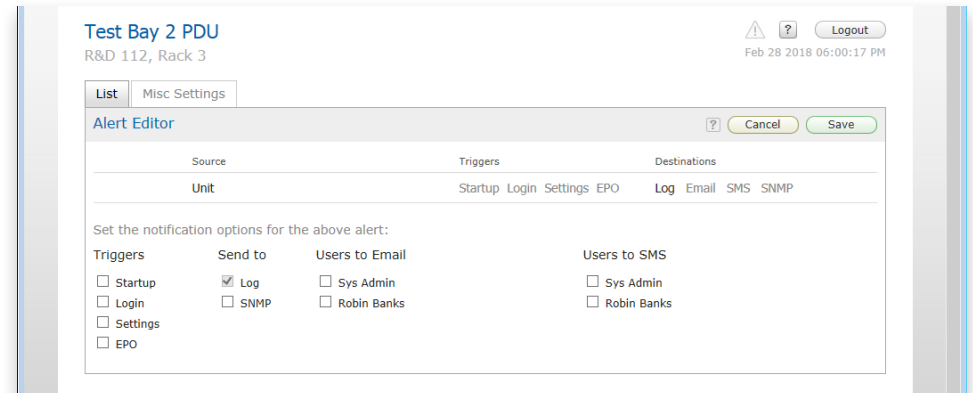 Test Bay 2 PDU
? Logout
R&D 112, Rack 3
Feb 28 2018 06:00:17 PM
List Misc Settings
Alert Editor ? Cancel Save
Source Triggers Destinations
Unit Startup Login Settings EPO Log Email SMS SNMP
Set the notification options for the above alert:
Triggers Send to Users to Email Users to SMS
Startup Log Sys Admin Sys Admin
Login SNMP Robin Banks Robin Banks
Settings
EPO